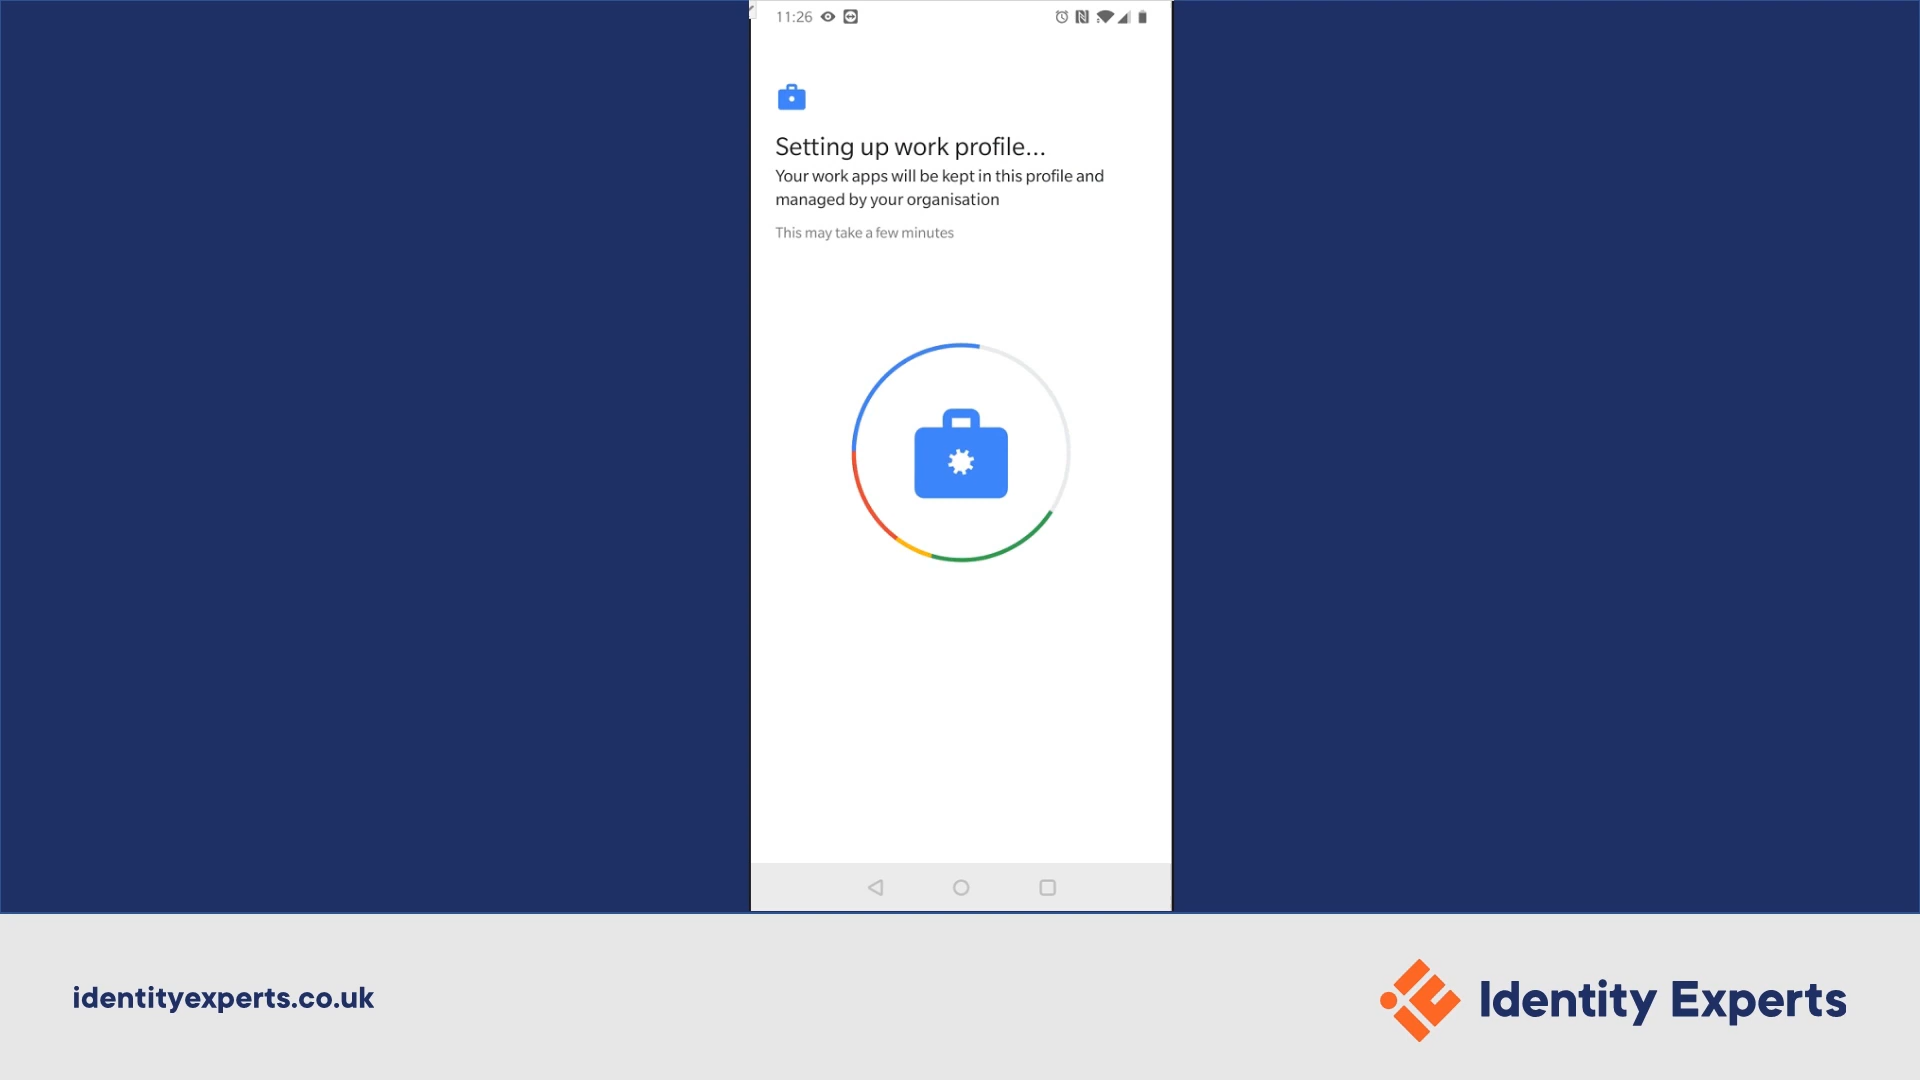 11:26
Setting up work profile...
Your work apps will be kept in this profile and
managed by your organisation
This may take a few minutes
identityexperts.co.uk
Identity Experts